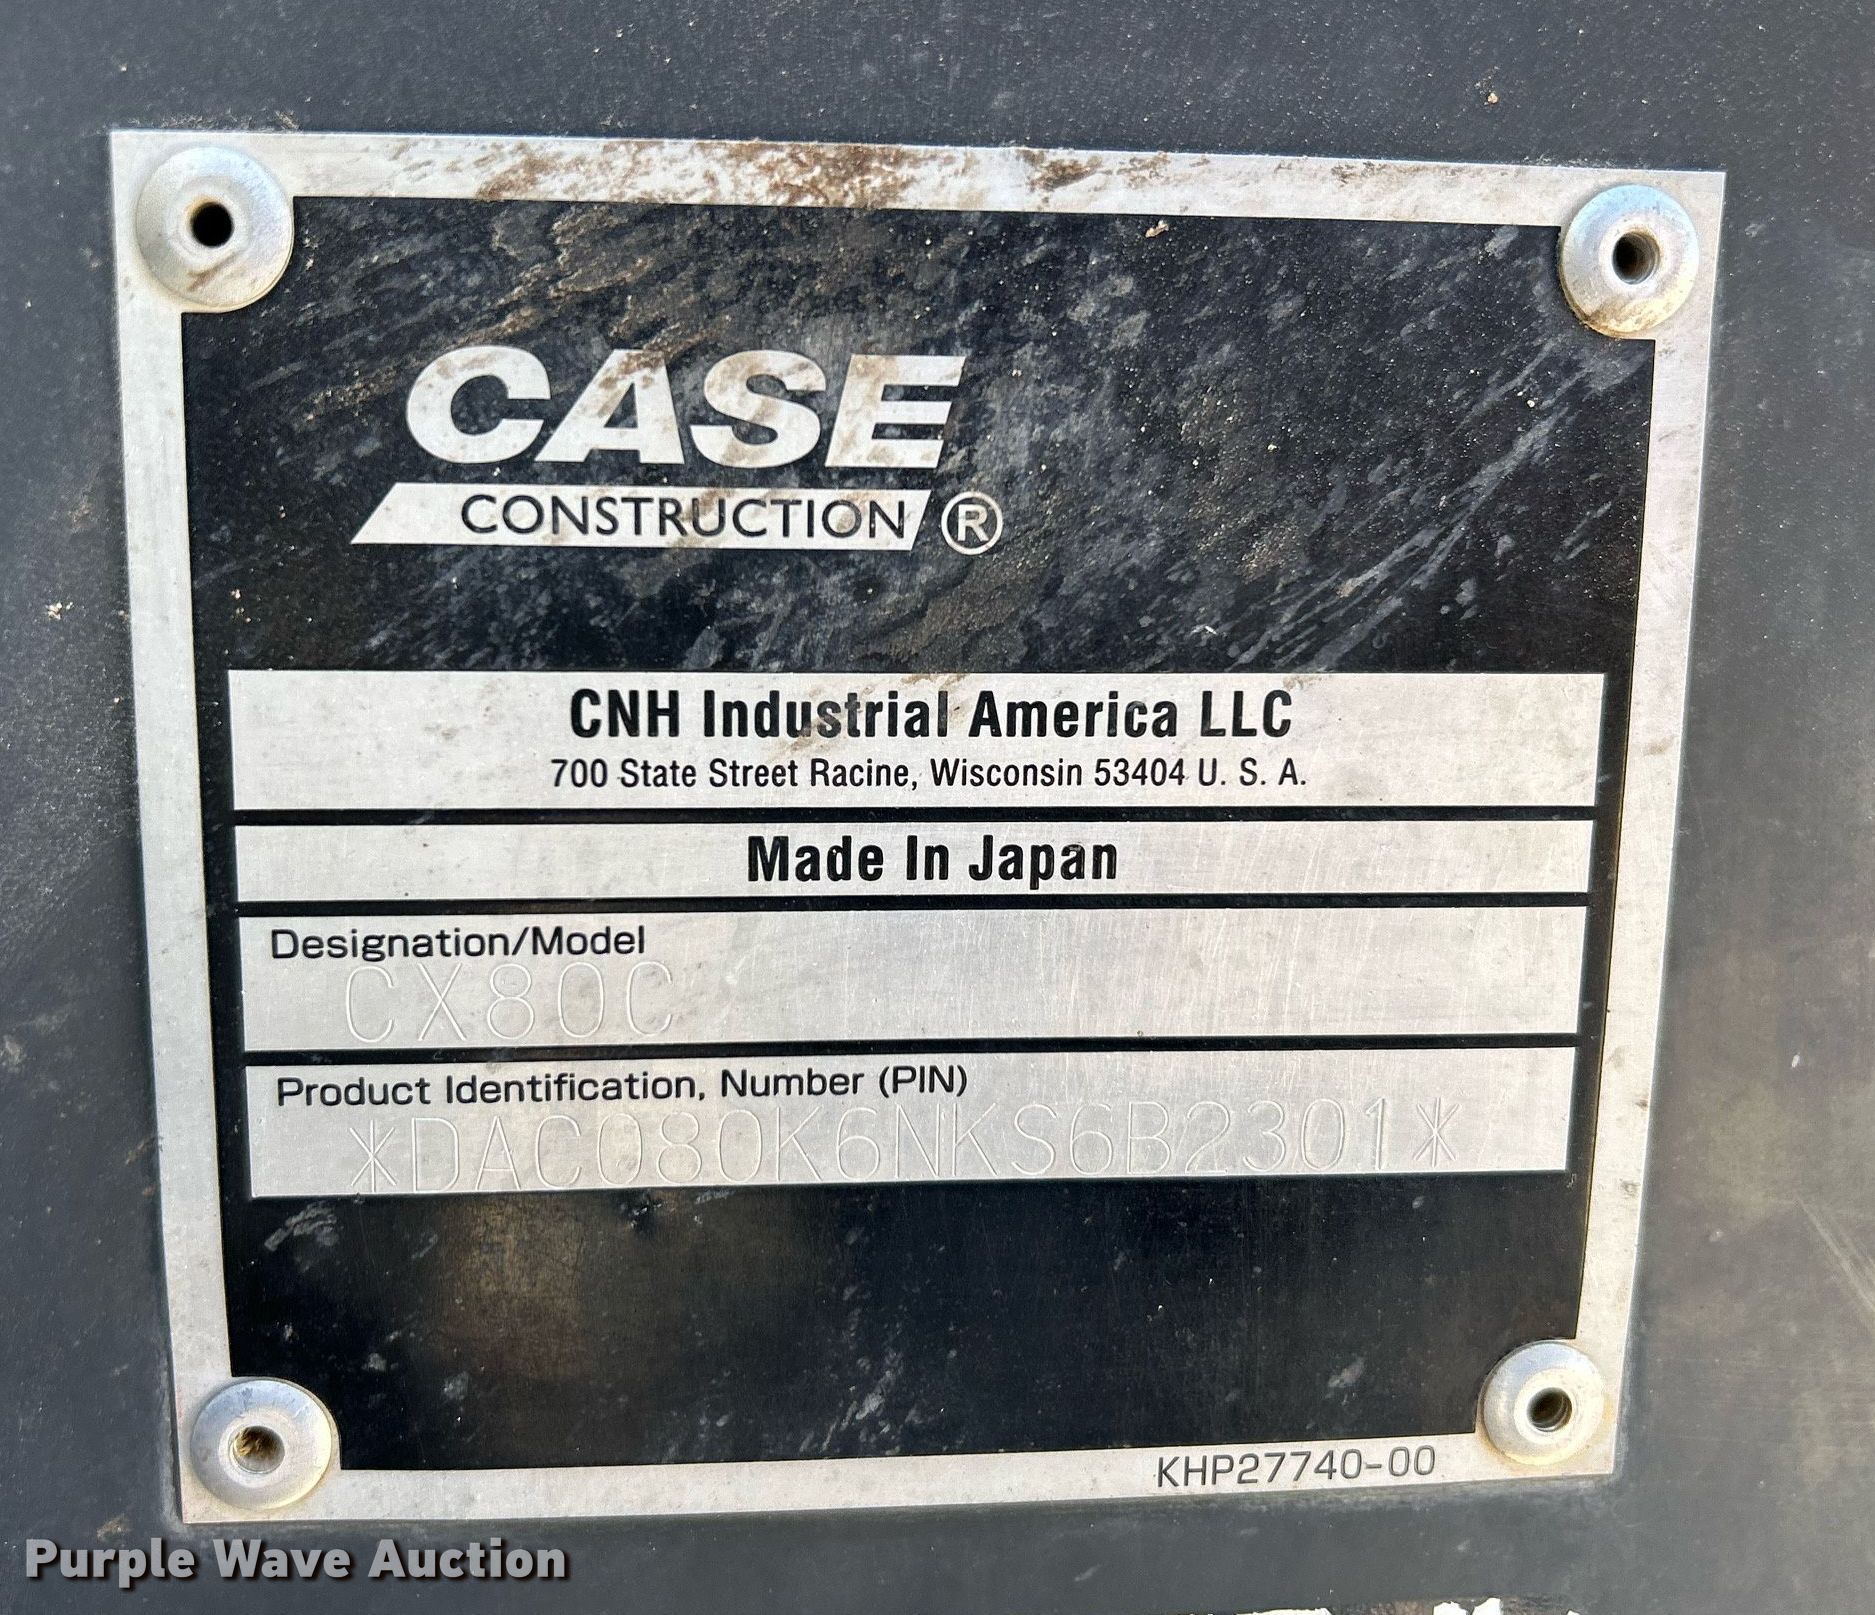 CASE
CONSTRUCTION ®
CNH Industrial America LLC
700 State Street Racine, Wisconsin 53404 U. S. A.
Made In Japan
Designation/Model
CX80C
Product Identification, Number (PIN)
*DAC080K6NKS6B2301*
KHP27740-00
Purple Wave Auction